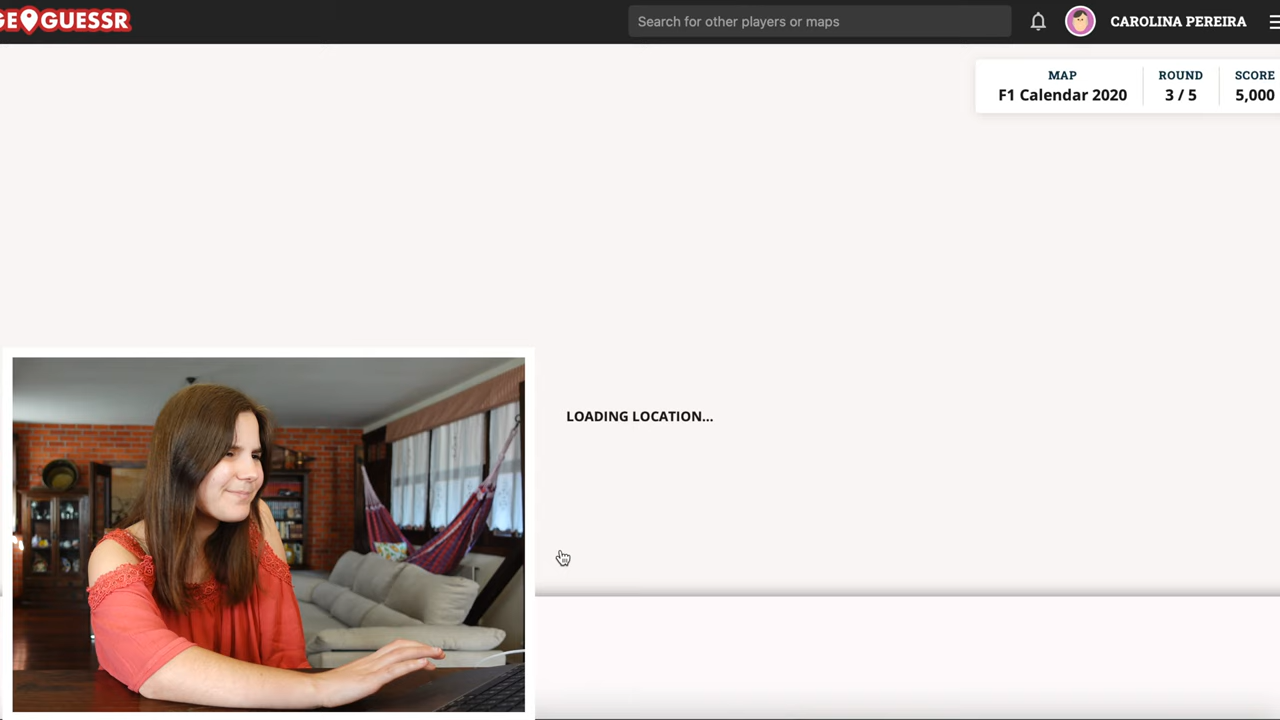 GEOGUESSR
Search for other players or maps
CAROLINA PEREIRA
MAP ROUND SCORE
F1 Calendar 2020 3 / 5 5,000
LOADING LOCATION...